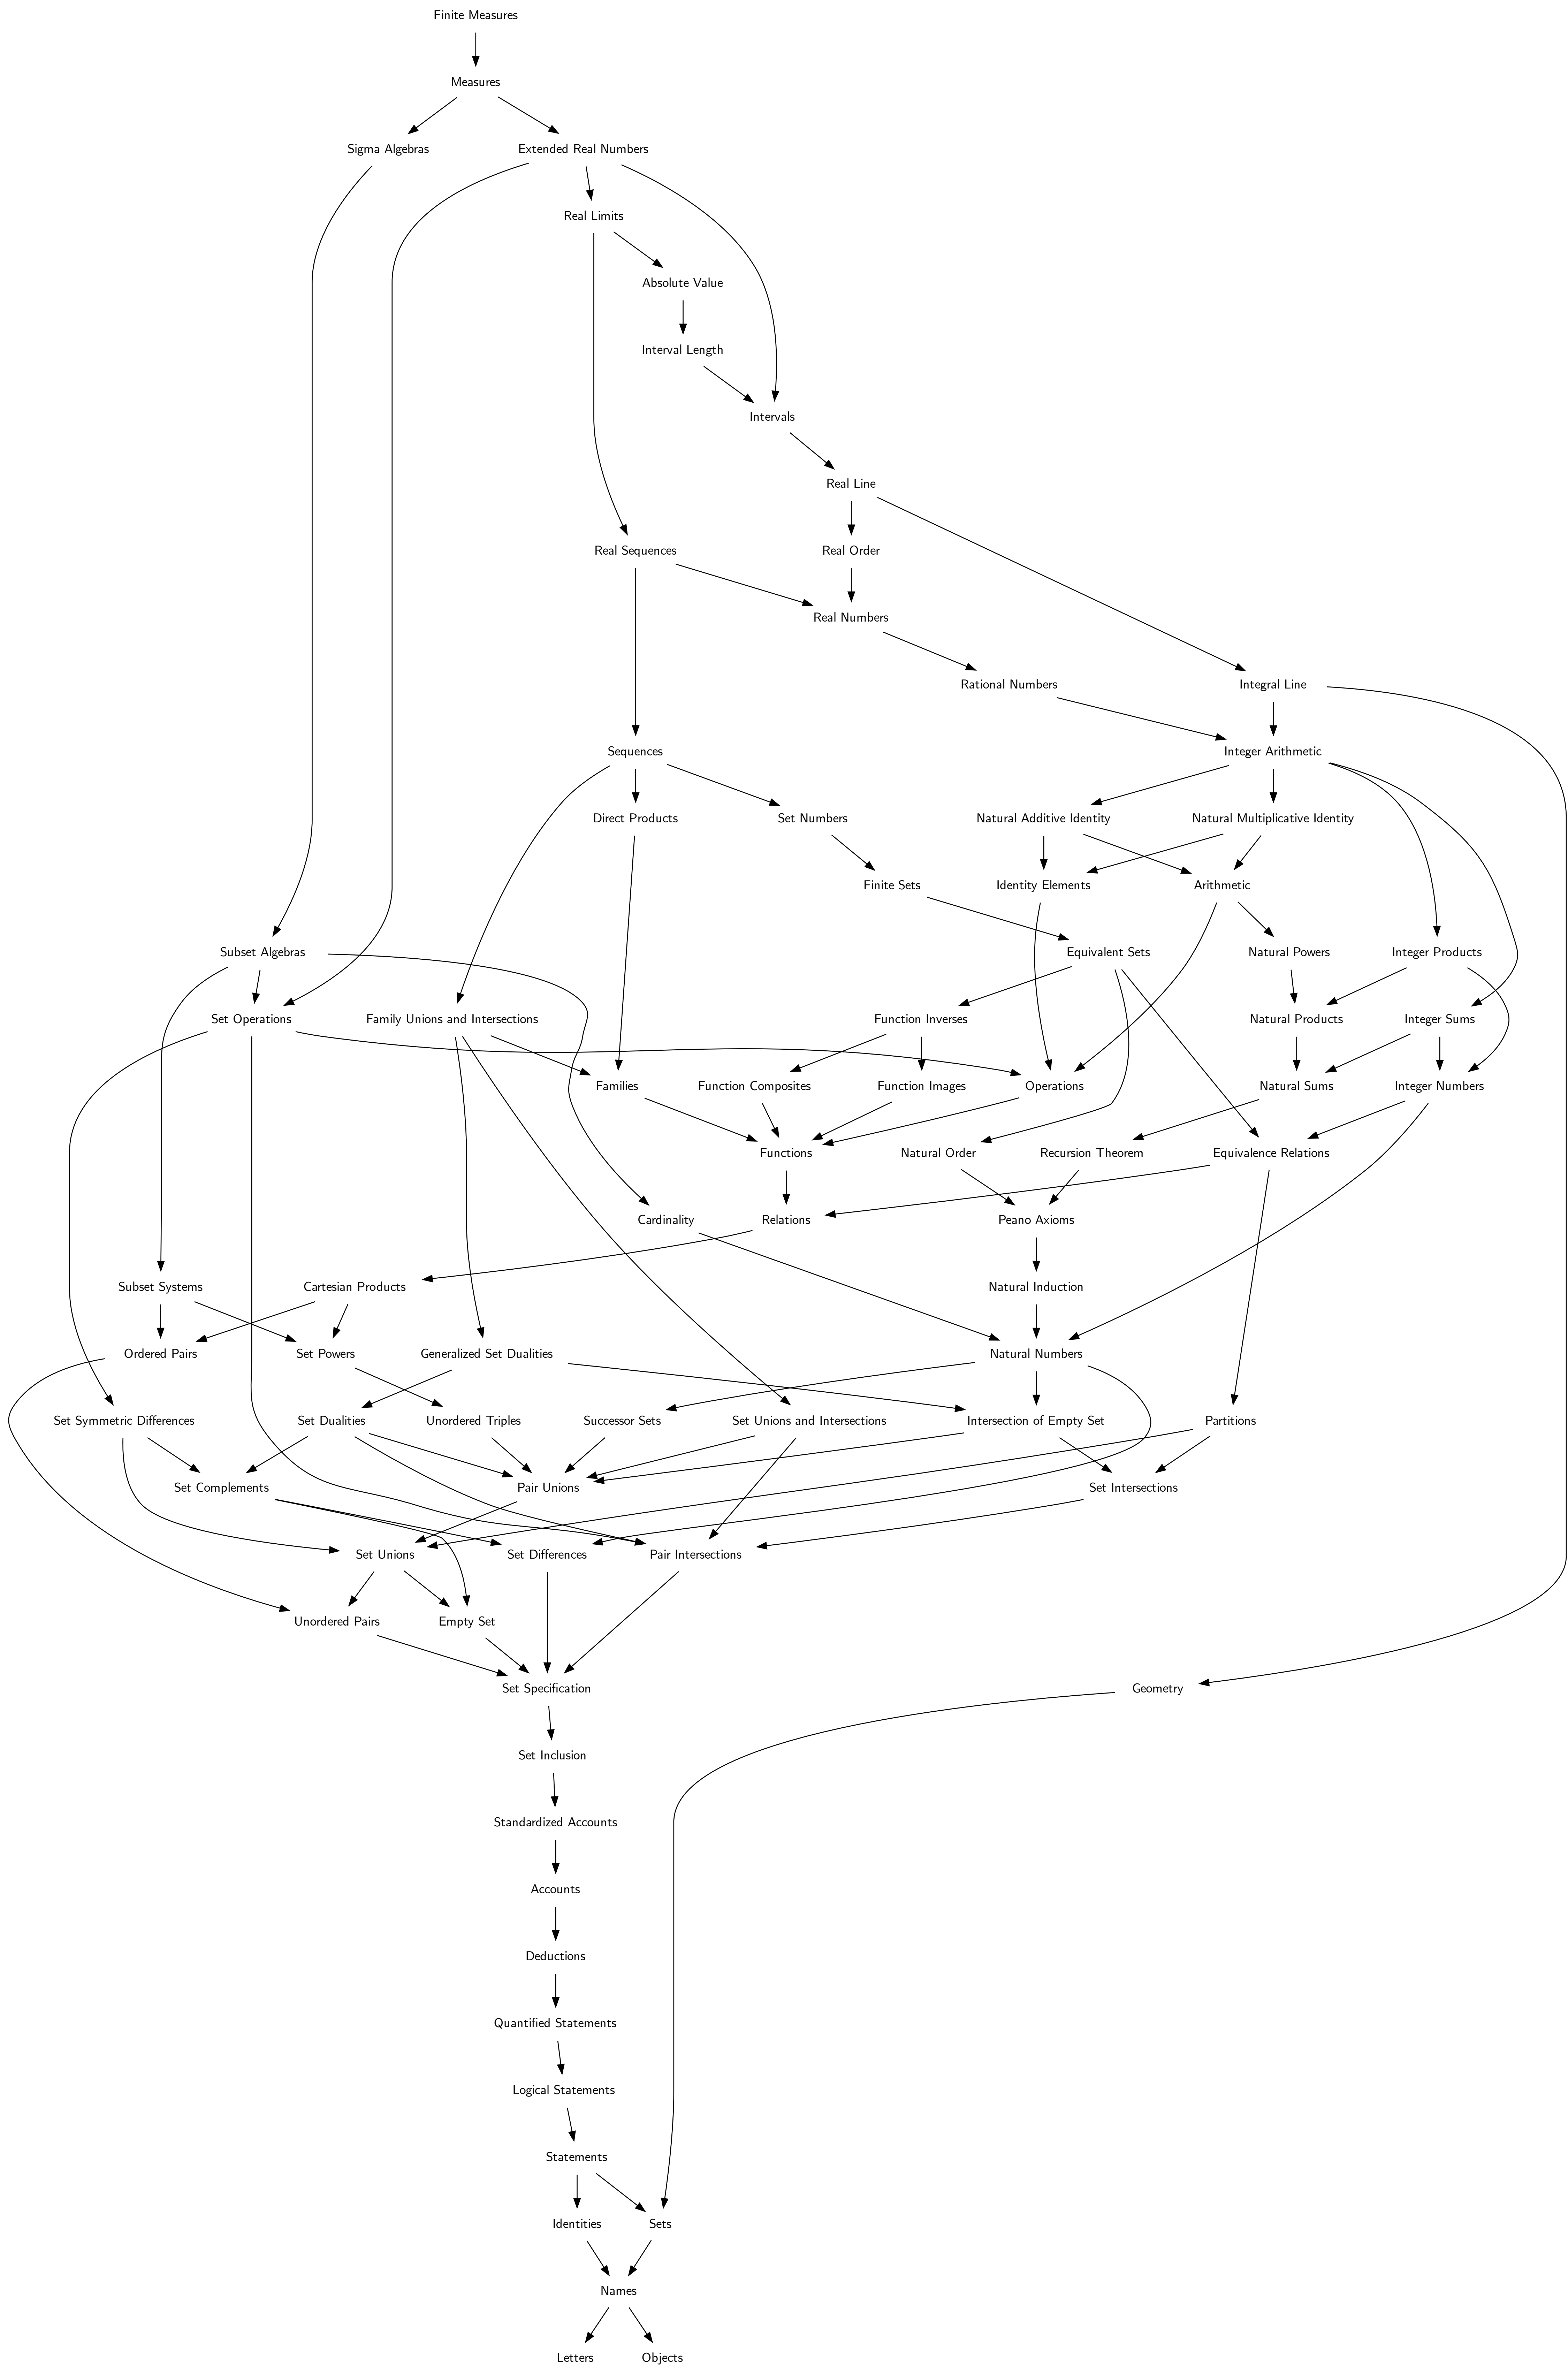 Finite Measures
Measures
Sigma Algebras
Extended Real Numbers
Real Limits
Absolute Value
Interval Length
Intervals
Real Line
Real Sequences
Real Order
Real Numbers
Rational Numbers
Integral Line
Sequences
Integer Arithmetic
Direct Products
Set Numbers
Natural Additive Identity
Natural Multiplicative Identity
Finite Sets
Identity Elements
Arithmetic
Subset Algebras
Equivalent Sets
Natural Powers
Integer Products
Set Operations
Family Unions and Intersections
Function Inverses
Natural Products
Integer Sums
Families
Function Composites
Function Images
Operations
Natural Sums
Integer Numbers
Functions
Natural Order
Recursion Theorem
Equivalence Relations
Cardinality
Relations
Peano Axioms
Subset Systems
Cartesian Products
Natural Induction
Ordered Pairs
Set Powers
Generalized Set Dualities
Natural Numbers
Set Symmetric Differences
Set Dualities
Unordered Triples
Successor Sets
Set Unions and Intersections
Intersection of Empty Set
Partitions
Set Complements
Pair Unions
Set Intersections
Set Unions
Set Differences
Pair Intersections
Unordered Pairs
Empty Set
Set Specification
Geometry
Set Inclusion
Standardized Accounts
Accounts
Deductions
Quantified Statements
Logical Statements
Statements
Identities
Sets
Names
Letters
Objects